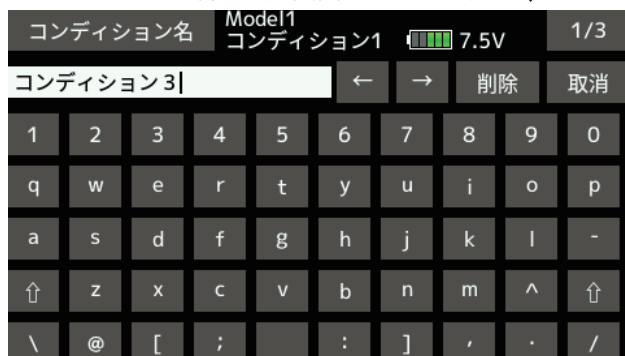 コンディション名 Model1 1/3
コンディション1 7.5V
コンディション3 ← → 削除 取消
1 2 3 4 5 6 7 8 9 0
q w e r t y u i o p
a s d f g h j k l -
⇧ z x c v b n m ^ ⇧
\ @ [ ; : ] , . /